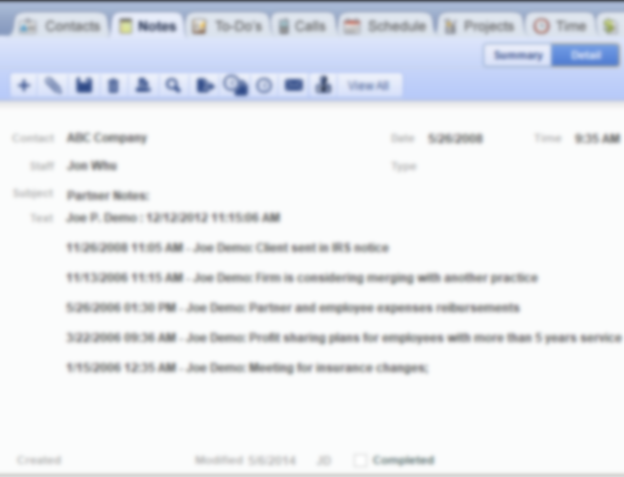 Contacts Notes To-Do's Calls Schedule Projects Time
Summary Detail
View All
Contact ABC Company Date 5/26/2008 Time 9:35 AM
Staff Jon Who Type
Subject Partner Notes:
Text Joe P. Demo : 12/12/2012 11:15:06 AM
11/26/2008 11:05 AM - Joe Demo: Client sent in IRS notice
11/13/2006 11:15 AM - Joe Demo: Firm is considering merging with another practice
5/26/2006 01:30 PM - Joe Demo: Partner and employee expenses reibursements
3/22/2006 09:36 AM - Joe Demo: Profit sharing plans for employees with more than 5 years service
1/15/2006 12:35 AM - Joe Demo: Meeting for insurance changes;
Created Modified 5/6/2014 JD Completed